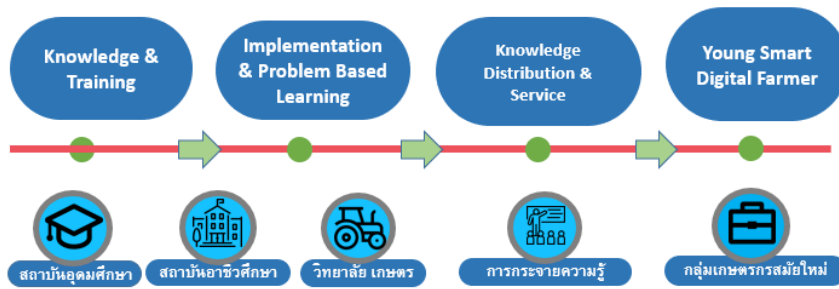 Knowledge &
Training
Implementation
& Problem Based
Learning
Knowledge
Distribution &
Service
Young Smart
Digital Farmer
สถาบันอุดมศึกษา
สถาบันอาชีวศึกษา
วิทยาลัย เกษตร
การกระจายความรู้
กลุ่มเกษตรกรสมัยใหม่